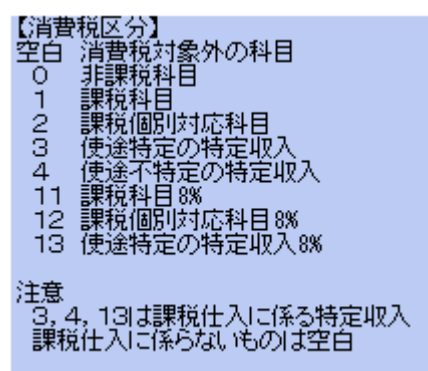 【消費税区分】
空白 消費税対象外の科目
0 非課税科目
1 課税科目
2 課税個別対応科目
3 使途特定の特定収入
4 使途不特定の特定収入
11 課税科目8%
12 課税個別対応科目8%
13 使途特定の特定収入8%
注意
3, 4, 13は課税仕入に係る特定収入
課税仕入に係らないものは空白